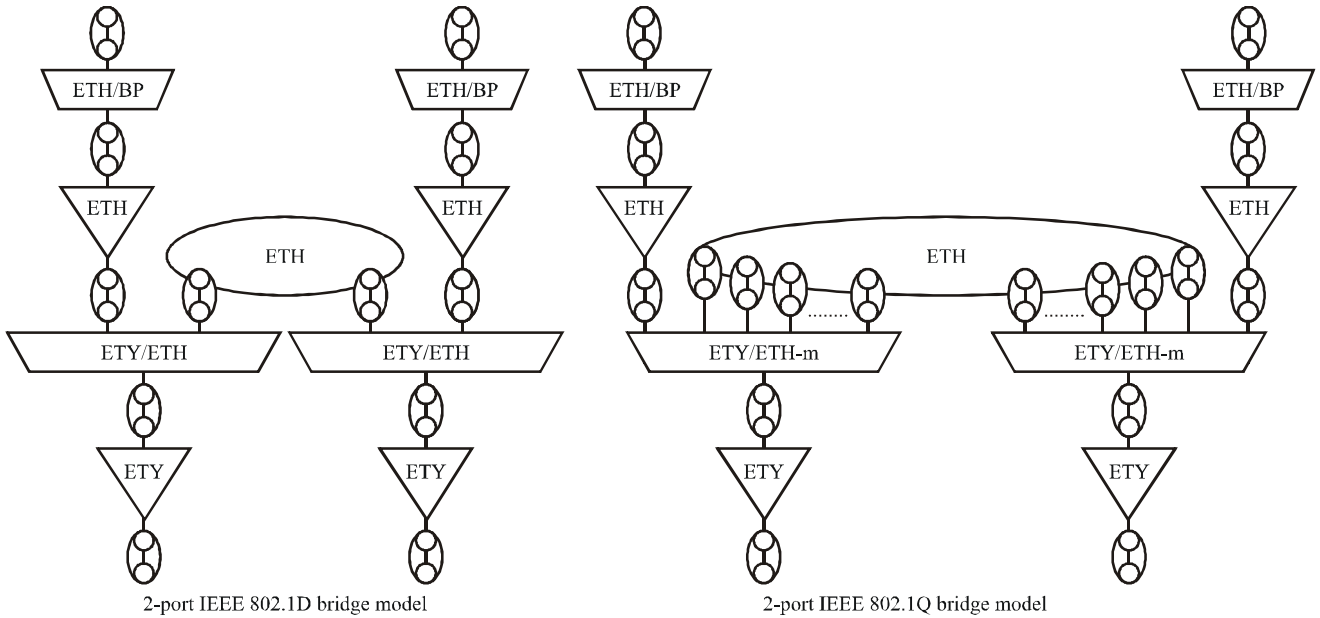 ETH/BP ETH/BP ETH/BP ETH/BP
ETH ETH ETH ETH
ETH ETH
........ ........
ETY/ETH ETY/ETH ETY/ETH-m ETY/ETH-m
ETY ETY ETY ETY
2-port IEEE 802.1D bridge model 2-port IEEE 802.1Q bridge model